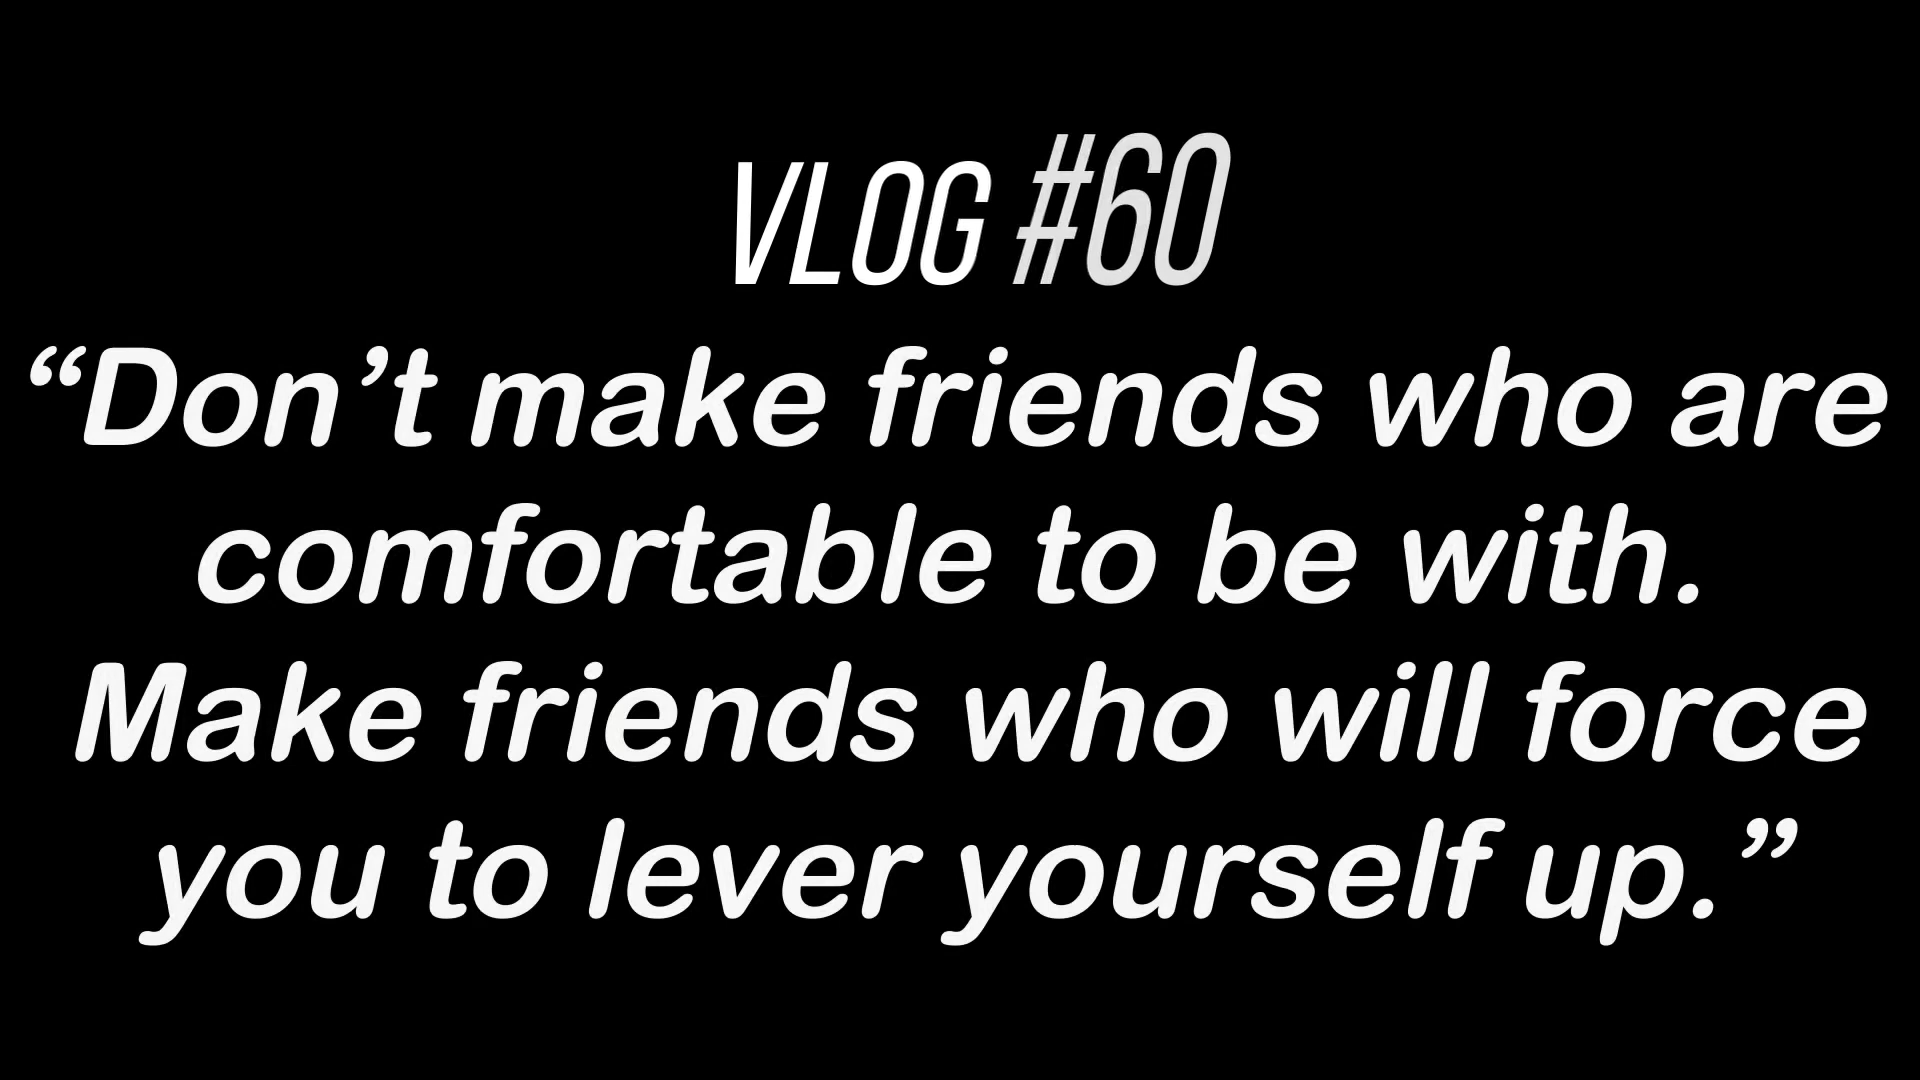 VLOG #60
“Don’t make friends who are
comfortable to be with.
Make friends who will force
you to lever yourself up.”